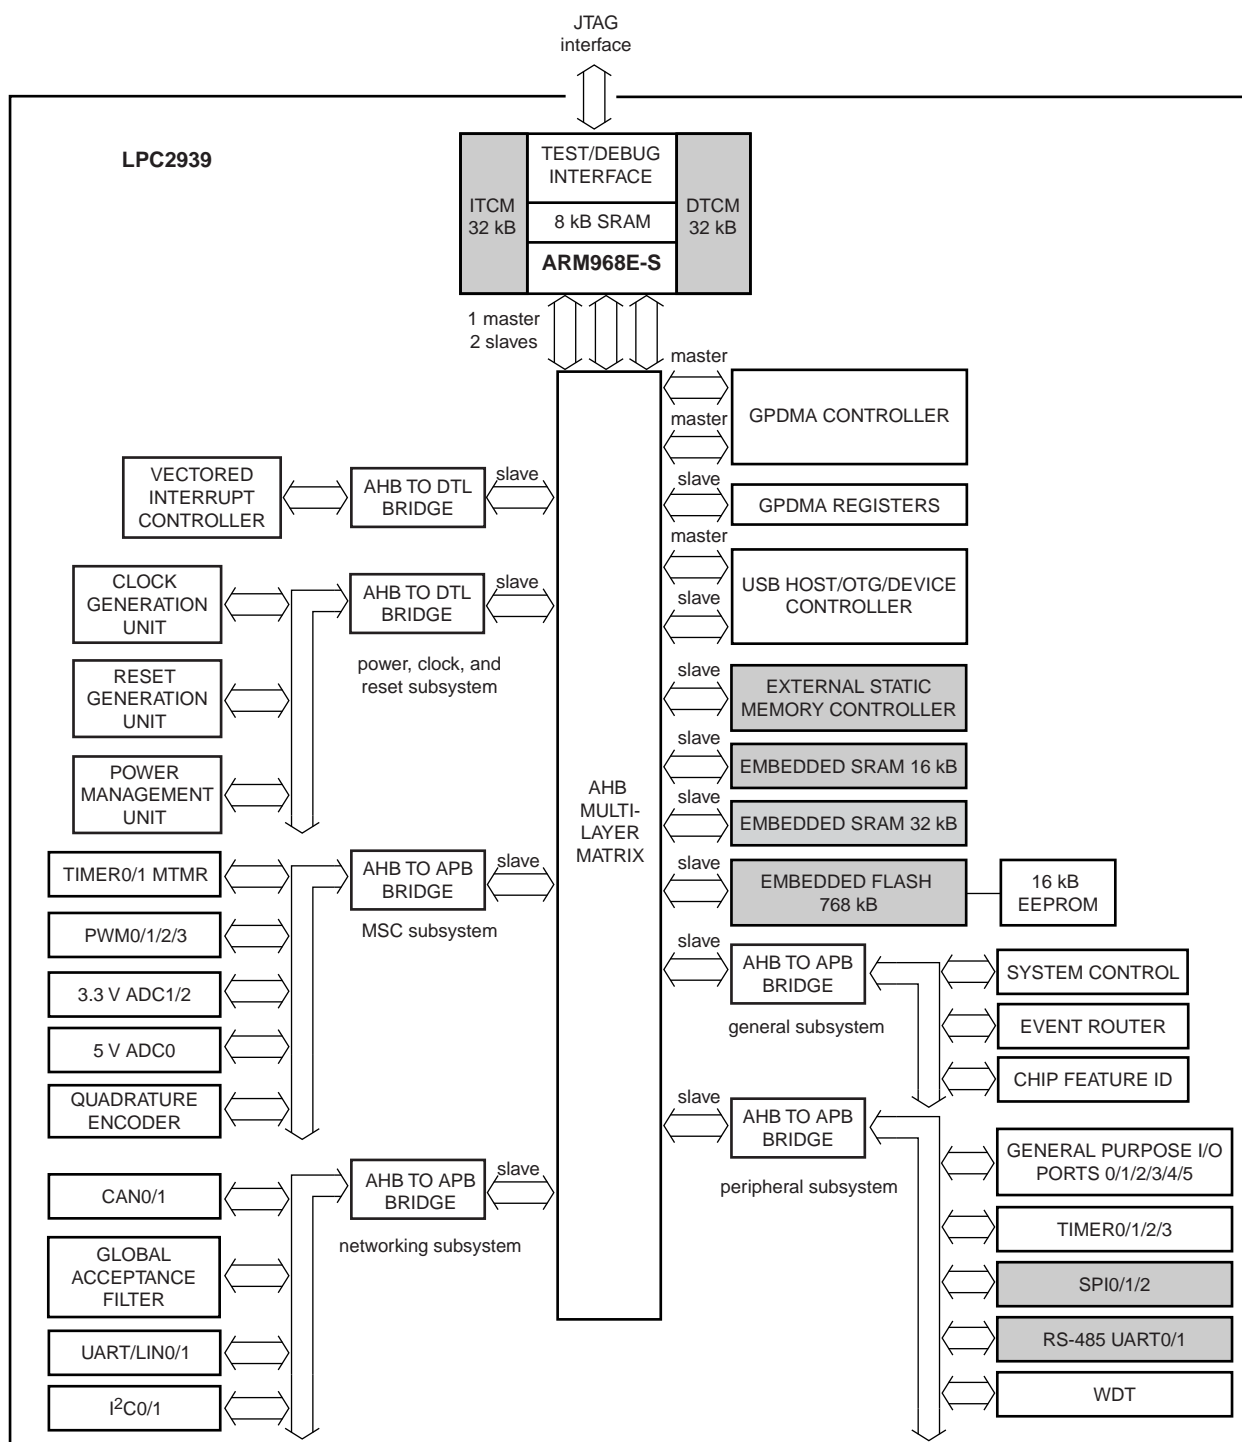 JTAG
interface
LPC2939
TEST/DEBUG
INTERFACE
ITCM
32 kB
DTCM
32 kB
8 kB SRAM
ARM968E-S
1 master
2 slaves
master
GPDMA CONTROLLER
master
VECTORED
INTERRUPT
CONTROLLER
AHB TO DTL
BRIDGE
slave
slave
GPDMA REGISTERS
master
USB HOST/OTG/DEVICE
CONTROLLER
slave
CLOCK
GENERATION
UNIT
AHB TO DTL
BRIDGE
slave
power, clock, and
reset subsystem
RESET
GENERATION
UNIT
slave
EXTERNAL STATIC
MEMORY CONTROLLER
POWER
MANAGEMENT
UNIT
slave
EMBEDDED SRAM 16 kB
AHB
MULTI-
LAYER
MATRIX
slave
EMBEDDED SRAM 32 kB
TIMER0/1 MTMR
AHB TO APB
BRIDGE
slave
MSC subsystem
slave
EMBEDDED FLASH
768 kB
16 kB
EEPROM
PWM0/1/2/3
3.3 V ADC1/2
5 V ADC0
QUADRATURE
ENCODER
slave
AHB TO APB
BRIDGE
general subsystem
SYSTEM CONTROL
EVENT ROUTER
CHIP FEATURE ID
slave
AHB TO APB
BRIDGE
peripheral subsystem
GENERAL PURPOSE I/O
PORTS 0/1/2/3/4/5
TIMER0/1/2/3
SPI0/1/2
RS-485 UART0/1
WDT
CAN0/1
AHB TO APB
BRIDGE
slave
networking subsystem
GLOBAL
ACCEPTANCE
FILTER
UART/LIN0/1
I²C0/1